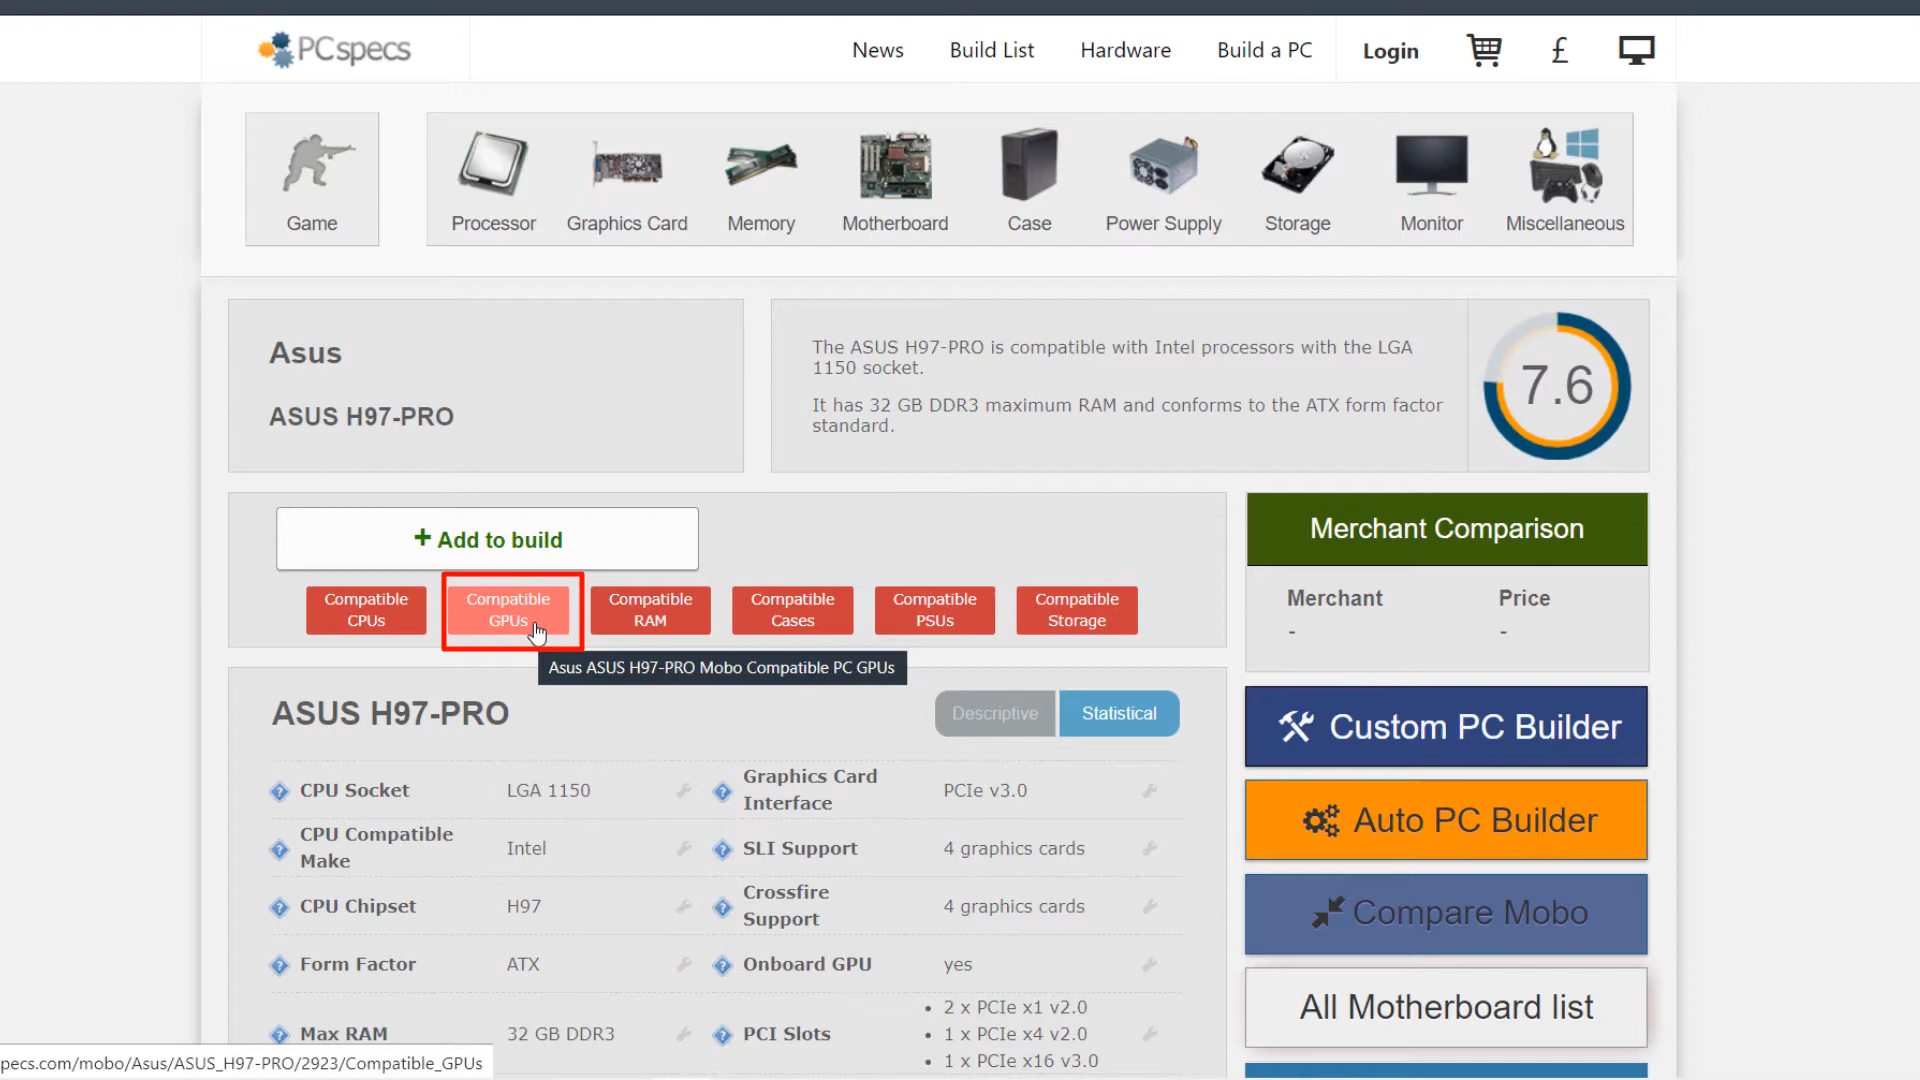 PCspecs
News
Build List
Hardware
Build a PC
Login
£
Game
Processor
Graphics Card
Memory
Motherboard
Case
Power Supply
Storage
Monitor
Miscellaneous
Asus
ASUS H97-PRO
The ASUS H97-PRO is compatible with Intel processors with the LGA
1150 socket.
It has 32 GB DDR3 maximum RAM and conforms to the ATX form factor
standard.
7.6
+ Add to build
Compatible
CPUs
Compatible
GPUs
Compatible
RAM
Compatible
Cases
Compatible
PSUs
Compatible
Storage
Asus ASUS H97-PRO Mobo Compatible PC GPUs
Merchant Comparison
Merchant
Price
-
-
ASUS H97-PRO
Descriptive
Statistical
CPU Socket
LGA 1150
Graphics Card
Interface
PCIe v3.0
CPU Compatible
Make
Intel
SLI Support
4 graphics cards
CPU Chipset
H97
Crossfire
Support
4 graphics cards
Form Factor
ATX
Onboard GPU
yes
Max RAM
32 GB DDR3
PCI Slots
• 2 x PCIe x1 v2.0
• 1 x PCIe x4 v2.0
• 1 x PCIe x16 v3.0
Custom PC Builder
Auto PC Builder
Compare Mobo
All Motherboard list
pecs.com/mobo/Asus/ASUS_H97-PRO/2923/Compatible_GPUs